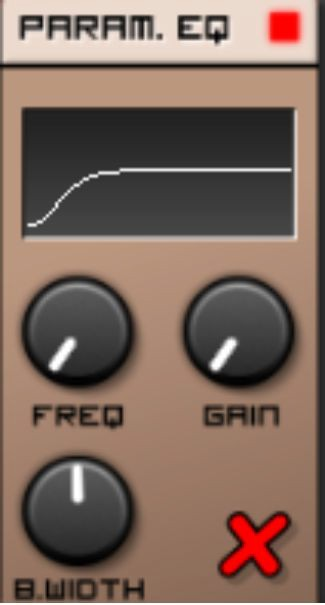 PARAM. EQ
FREQ GAIN
B.WIDTH